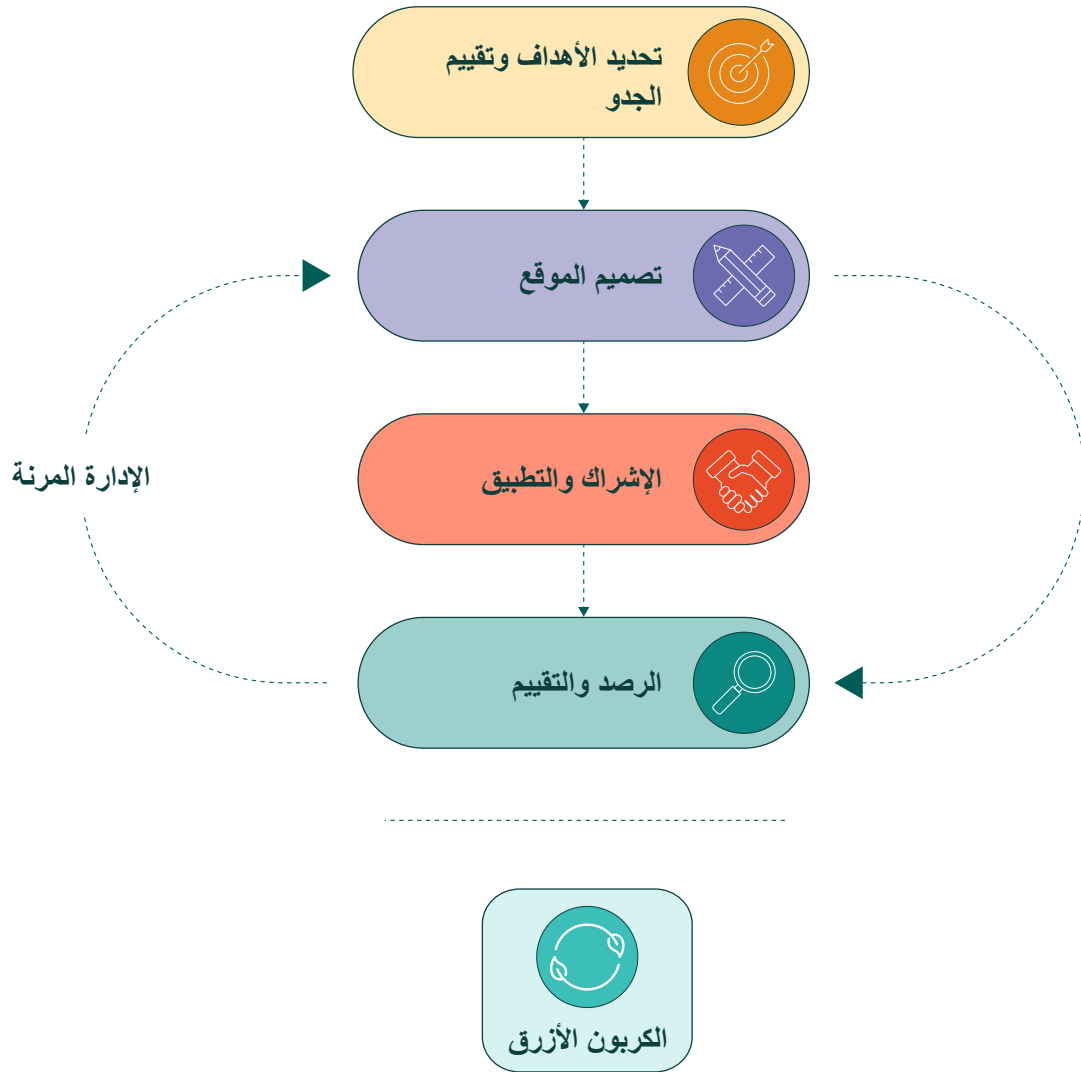 تحديد الأهداف وتقييم
الجدو
تصميم الموقع
الإشراك والتطبيق
الإدارة المرنة
الرصد والتقييم
الكربون الأزرق